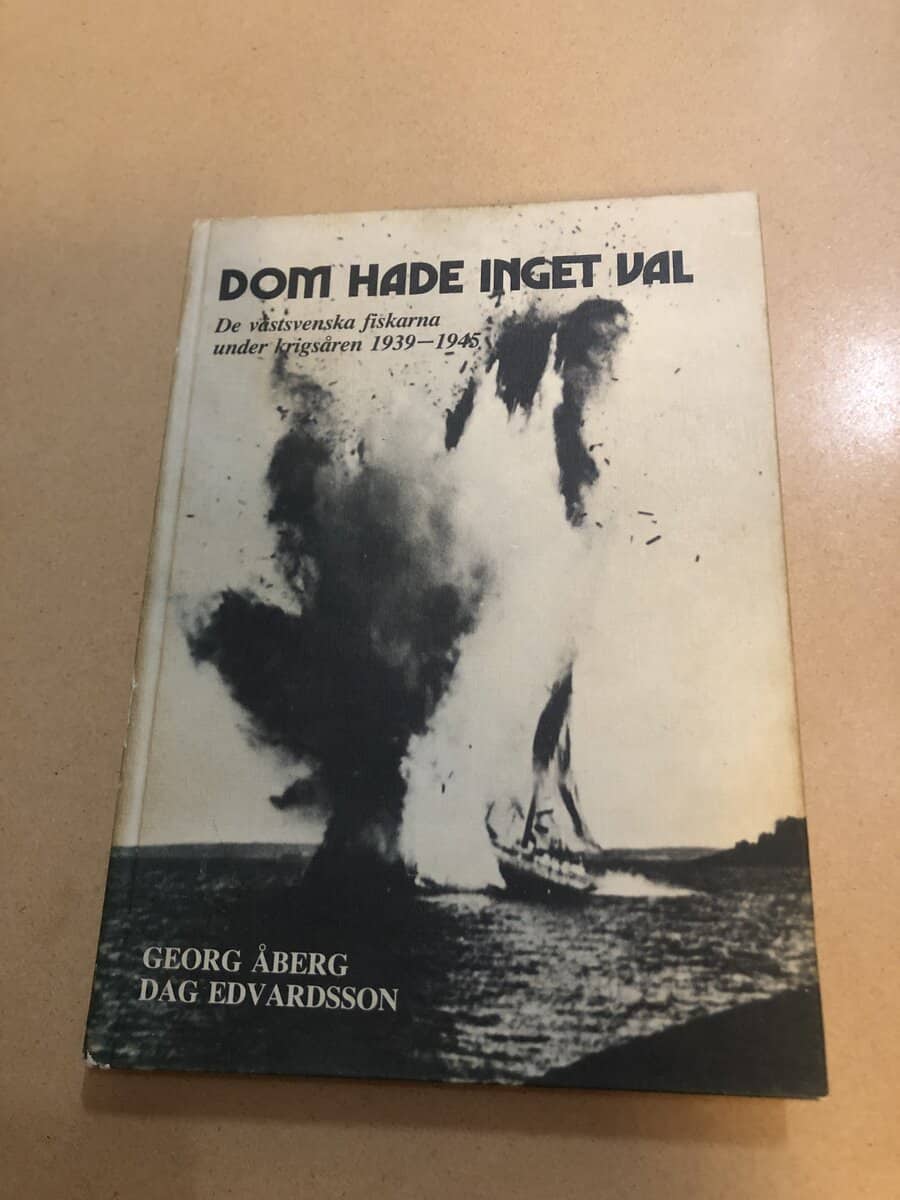 DOM HADE INGET VAL
De västsvenska fiskarna
under krigsåren 1939–1945
GEORG ÅBERG
DAG EDVARDSSON